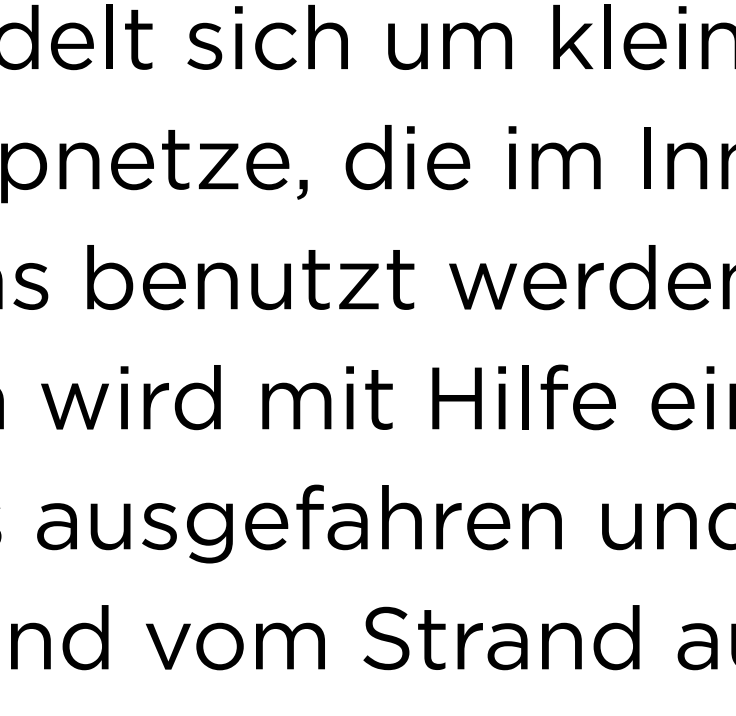 delt sich um klein
pnetze, die im Inn
s benutzt werden
wird mit Hilfe ein
ausgefahren und
nd vom Strand au